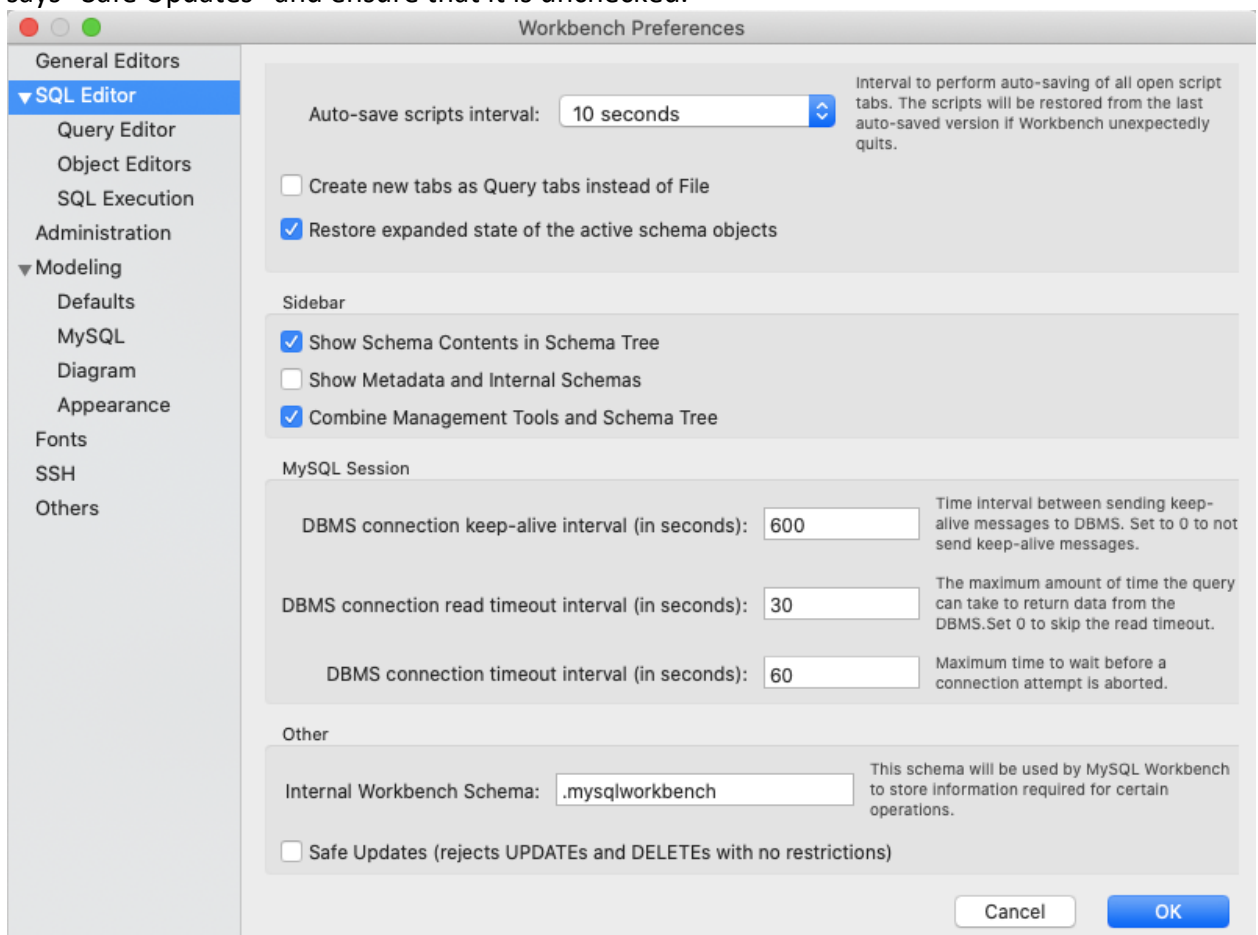 says "Safe Updates" and ensure that it is unchecked.
Workbench Preferences
General Editors
SQL Editor
Query Editor
Object Editors
SQL Execution
Administration
Modeling
Defaults
MySQL
Diagram
Appearance
Fonts
SSH
Others
Auto-save scripts interval:
10 seconds
Interval to perform auto-saving of all open script
tabs. The scripts will be restored from the last
auto-saved version if Workbench unexpectedly
quits.
Create new tabs as Query tabs instead of File
Restore expanded state of the active schema objects
Sidebar
Show Schema Contents in Schema Tree
Show Metadata and Internal Schemas
Combine Management Tools and Schema Tree
MySQL Session
DBMS connection keep-alive interval (in seconds):
600
Time interval between sending keep-
alive messages to DBMS. Set to 0 to not
send keep-alive messages.
DBMS connection read timeout interval (in seconds):
30
The maximum amount of time the query
can take to return data from the
DBMS.Set 0 to skip the read timeout.
DBMS connection timeout interval (in seconds):
60
Maximum time to wait before a
connection attempt is aborted.
Other
Internal Workbench Schema:
.mysqlworkbench
This schema will be used by MySQL Workbench
to store information required for certain
operations.
Safe Updates (rejects UPDATEs and DELETEs with no restrictions)
Cancel
OK